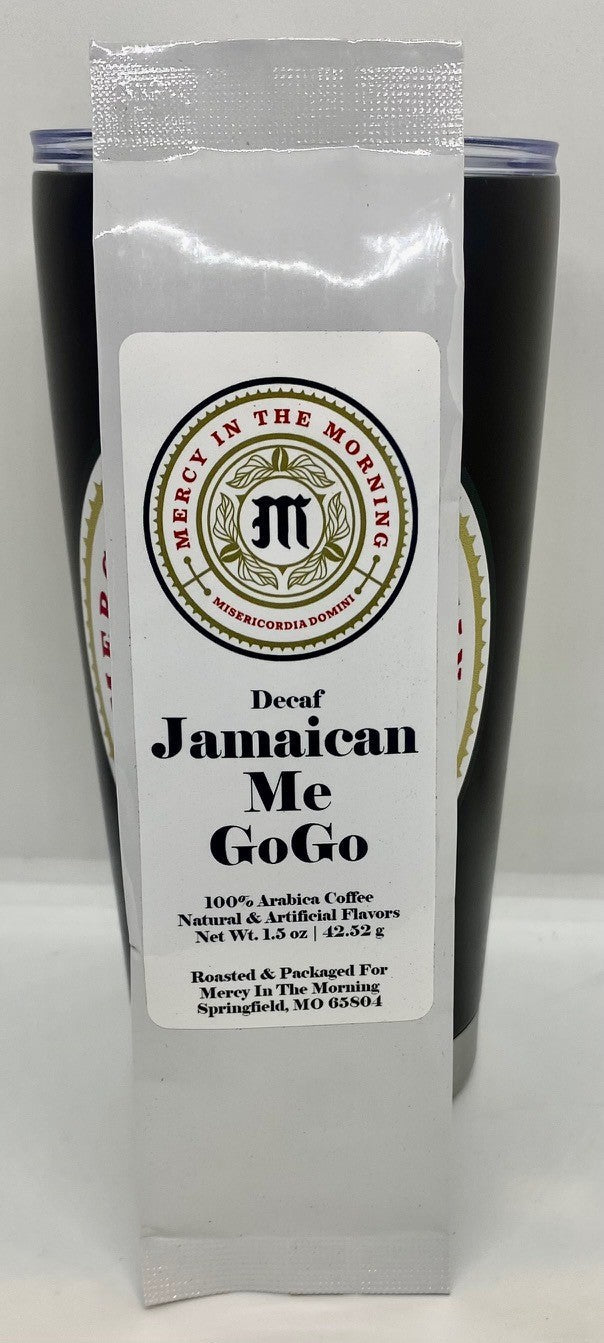 MERCY IN THE MORNING
M
MISERICORDIA DOMINI
Decaf
Jamaican
Me
GoGo
100% Arabica Coffee
Natural & Artificial Flavors
Net Wt. 1.5 oz | 42.52 g
Roasted & Packaged For
Mercy In The Morning
Springfield, MO 65804